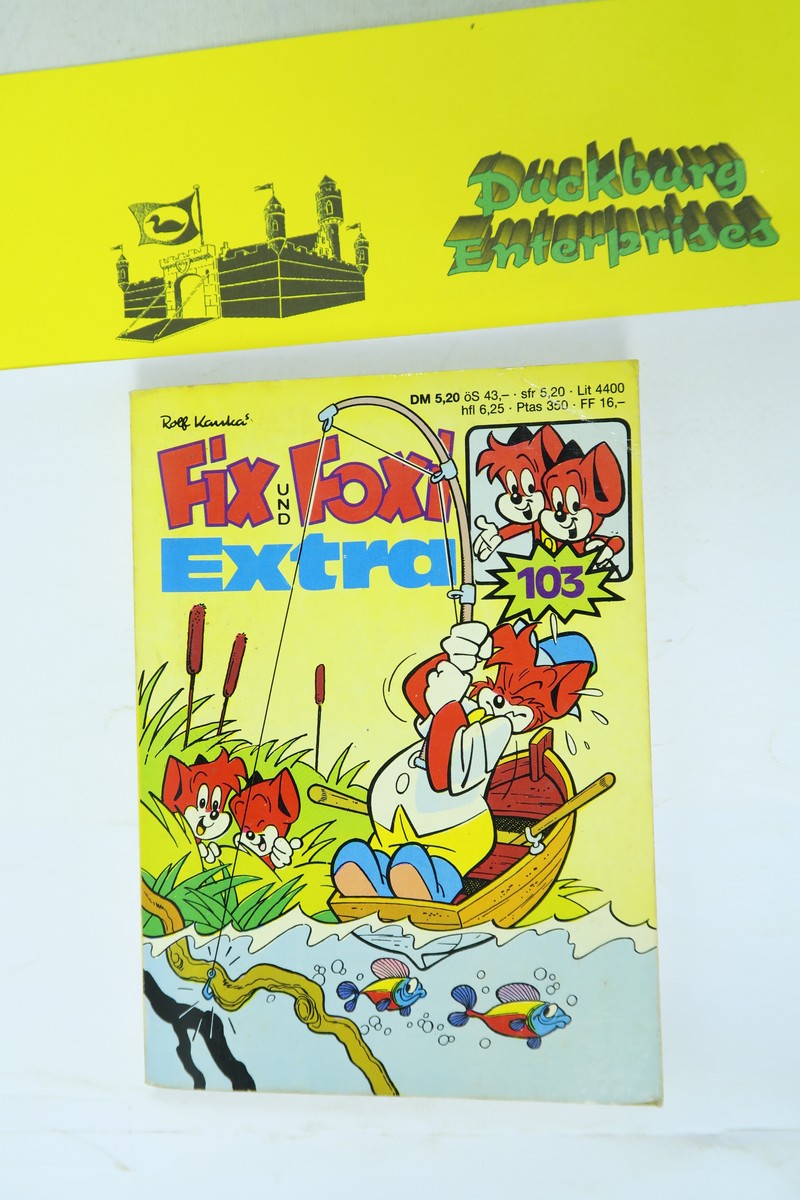 Duckburg
Enterprises
DM 5,20 öS 43,– · sfr 5,20 · Lit 4400
hfl 6,25 · Ptas 350 · FF 16,–
Rolf Kauka's
Fix UND Foxi
Extra
103